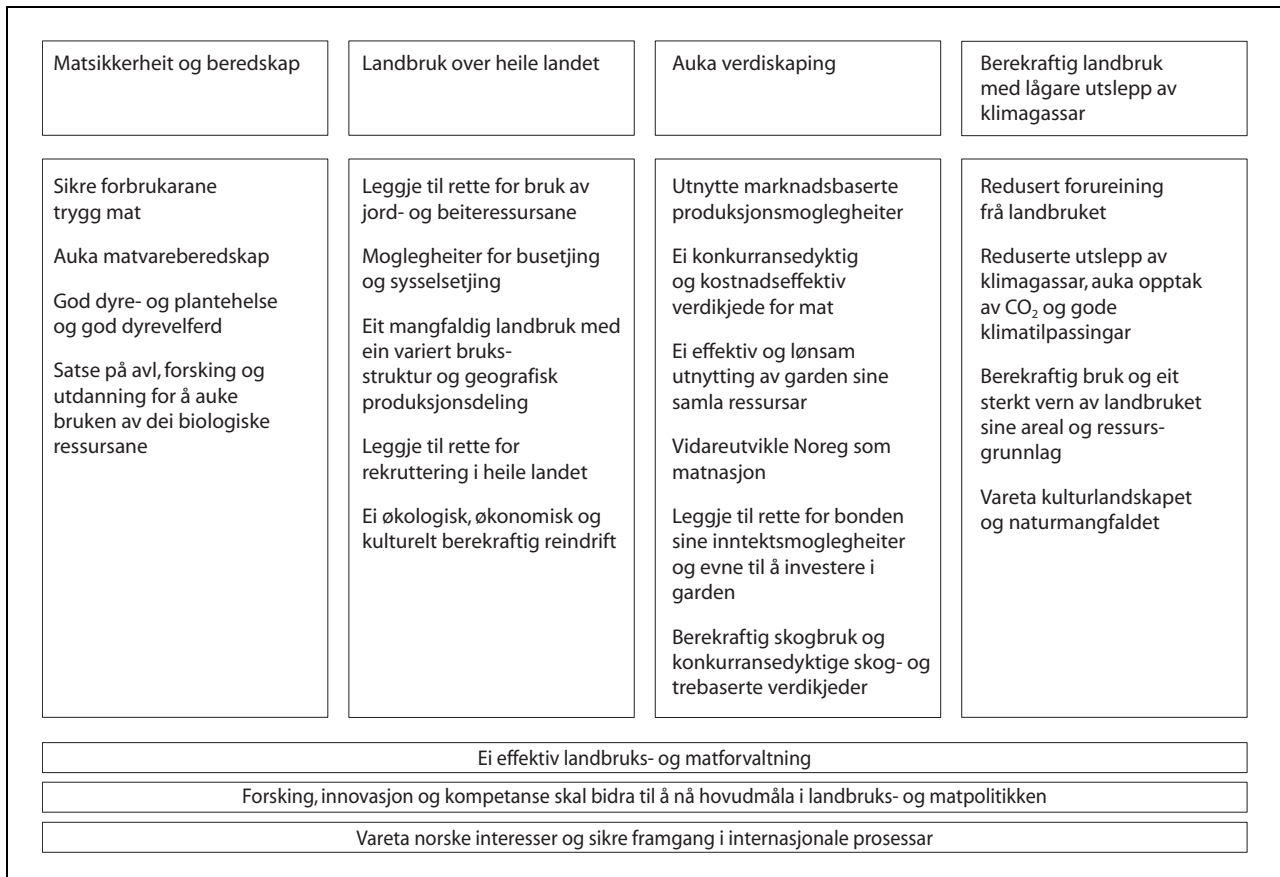 Matsikkerheit og beredskap
Landbruk over heile landet
Auka verdiskaping
Berekraftig landbruk
med lågare utslepp av
klimagassar
Sikre forbrukarane
trygg mat
Auka matvareberedskap
God dyre- og plantehelse
og god dyrevelferd
Satse på avl, forsking og
utdanning for å auke
bruken av dei biologiske
ressursane
Leggje til rette for bruk av
jord- og beiteressursane
Moglegheiter for busetjing
og sysselsetjing
Eit mangfaldig landbruk med
ein variert bruks-
struktur og geografisk
produksjonsdeling
Leggje til rette for
rekruttering i heile landet
Ei økologisk, økonomisk og
kulturelt berekraftig reindrift
Utnytte marknadsbaserte
produksjonsmoglegheiter
Ei konkurransedyktig
og kostnadseffektiv
verdikjede for mat
Ei effektiv og lønsam
utnytting av garden sine
samla ressursar
Vidareutvikle Noreg som
matnasjon
Leggje til rette for bonden
sine inntektsmoglegheiter
og evne til å investere i
garden
Berekraftig skogbruk og
konkurransedyktige skog- og
trebaserte verdikjeder
Redusert forureining
frå landbruket
Reduserte utslepp av
klimagassar, auka opptak
av CO₂ og gode
klimatilpassingar
Berekraftig bruk og eit
sterkt vern av landbruket
sine areal og ressurs-
grunnlag
Vareta kulturlandskapet
og naturmangfaldet
Ei effektiv landbruks- og matforvaltning
Forsking, innovasjon og kompetanse skal bidra til å nå hovudmåla i landbruks- og matpolitikken
Vareta norske interesser og sikre framgang i internasjonale prosessar